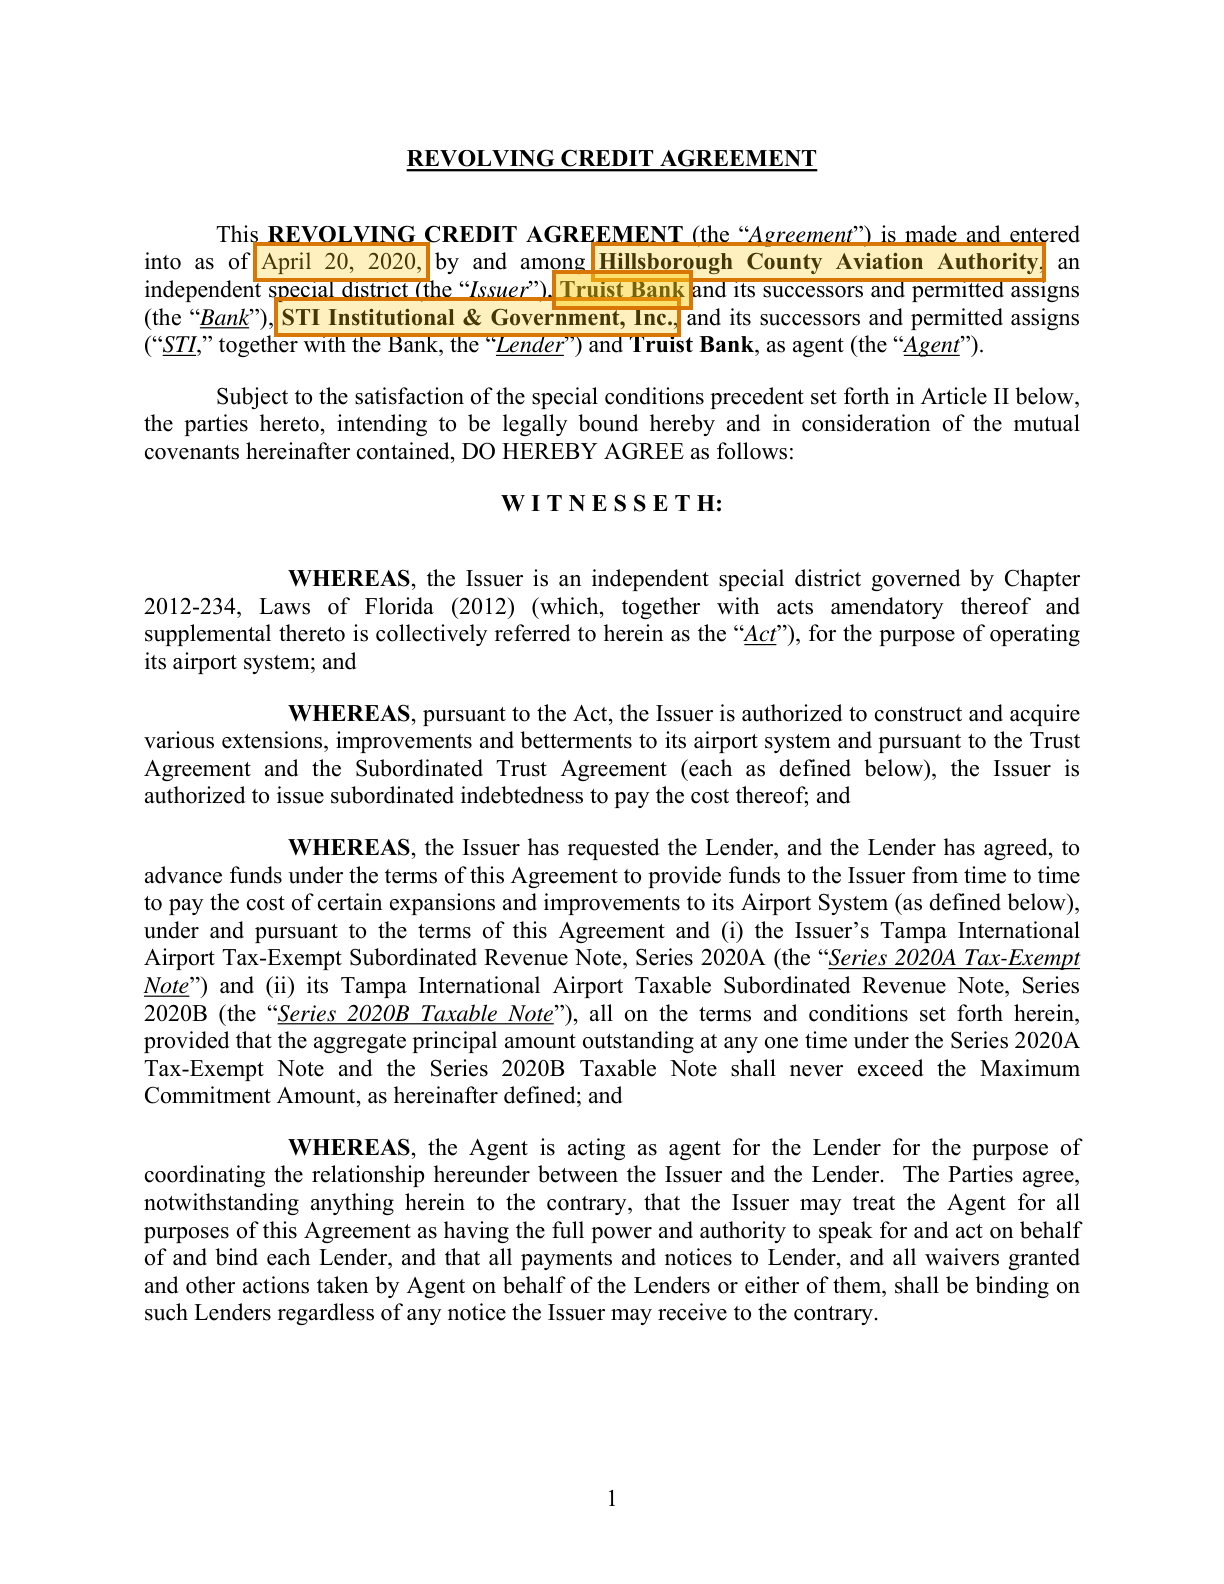 REVOLVING CREDIT AGREEMENT
This REVOLVING CREDIT AGREEMENT (the “Agreement”) is made and entered
into as of April 20, 2020, by and among Hillsborough County Aviation Authority, an
independent special district (the “Issuer”), Truist Bank and its successors and permitted assigns
(the “Bank”), STI Institutional & Government, Inc., and its successors and permitted assigns
(“STI,” together with the Bank, the “Lender”) and Truist Bank, as agent (the “Agent”).
Subject to the satisfaction of the special conditions precedent set forth in Article II below,
the parties hereto, intending to be legally bound hereby and in consideration of the mutual
covenants hereinafter contained, DO HEREBY AGREE as follows:
W I T N E S S E T H:
WHEREAS, the Issuer is an independent special district governed by Chapter
2012-234, Laws of Florida (2012) (which, together with acts amendatory thereof and
supplemental thereto is collectively referred to herein as the “Act”), for the purpose of operating
its airport system; and
WHEREAS, pursuant to the Act, the Issuer is authorized to construct and acquire
various extensions, improvements and betterments to its airport system and pursuant to the Trust
Agreement and the Subordinated Trust Agreement (each as defined below), the Issuer is
authorized to issue subordinated indebtedness to pay the cost thereof; and
WHEREAS, the Issuer has requested the Lender, and the Lender has agreed, to
advance funds under the terms of this Agreement to provide funds to the Issuer from time to time
to pay the cost of certain expansions and improvements to its Airport System (as defined below),
under and pursuant to the terms of this Agreement and (i) the Issuer’s Tampa International
Airport Tax-Exempt Subordinated Revenue Note, Series 2020A (the “Series 2020A Tax-Exempt
Note”) and (ii) its Tampa International Airport Taxable Subordinated Revenue Note, Series
2020B (the “Series 2020B Taxable Note”), all on the terms and conditions set forth herein,
provided that the aggregate principal amount outstanding at any one time under the Series 2020A
Tax-Exempt Note and the Series 2020B Taxable Note shall never exceed the Maximum
Commitment Amount, as hereinafter defined; and
WHEREAS, the Agent is acting as agent for the Lender for the purpose of
coordinating the relationship hereunder between the Issuer and the Lender. The Parties agree,
notwithstanding anything herein to the contrary, that the Issuer may treat the Agent for all
purposes of this Agreement as having the full power and authority to speak for and act on behalf
of and bind each Lender, and that all payments and notices to Lender, and all waivers granted
and other actions taken by Agent on behalf of the Lenders or either of them, shall be binding on
such Lenders regardless of any notice the Issuer may receive to the contrary.
1